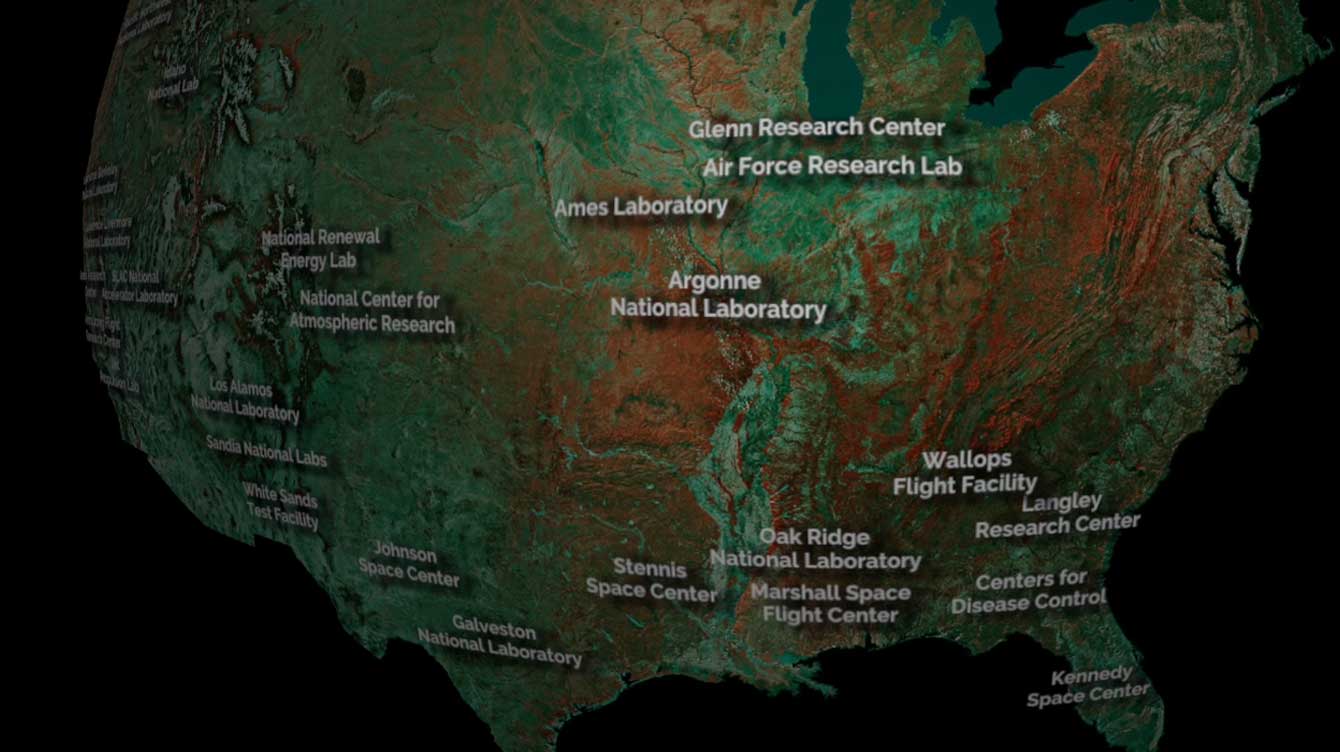 Idaho
National Lab
Glenn Research Center
Air Force Research Lab
Ames Laboratory
National Renewal
Energy Lab
Argonne
National Laboratory
SLAC National
Accelerator Laboratory
National Center for
Atmospheric Research
Los Alamos
National Laboratory
Sandia National Labs
White Sands
Test Facility
Wallops
Flight Facility
Langley
Research Center
Johnson
Space Center
Oak Ridge
National Laboratory
Stennis
Space Center
Marshall Space
Flight Center
Centers for
Disease Control
Galveston
National Laboratory
Kennedy
Space Center